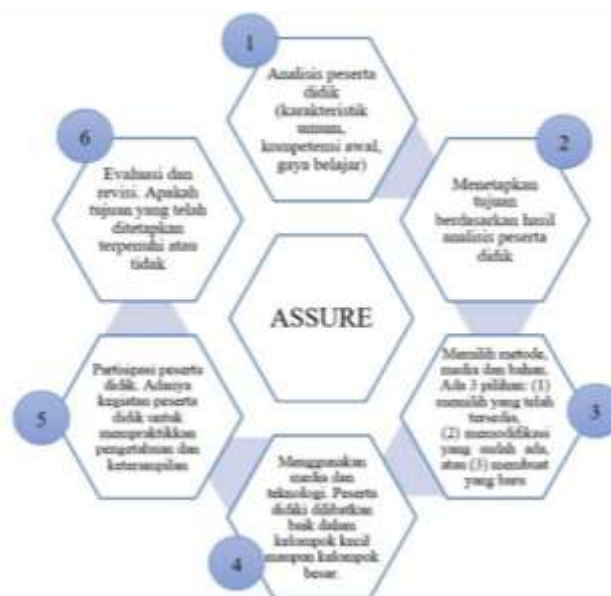 1
Analisis peserta
didik
(karakteristik
umum,
kompetensi awal,
gaya belajar)
2
Menetapkan
tujuan
berdasarkan hasil
analisis peserta
didik
3
Memilih metode,
media dan bahan.
Ada 3 pilihan: (1)
memilih yang telah
tersedia,
(2) memodifikasi
yang sudah ada,
atau (3) membuat
yang baru
4
Menggunakan
media dan
teknologi. Peserta
didiki dilibatkan
baik dalam
kelompok kecil
maupun kelompok
besar.
5
Partisipasi peserta
didik. Adanya
kegiatan peserta
didik untuk
mempraktikkan
pengetahuan dan
keterampilan
6
Evaluasi dan
revisi. Apakah
tujuan yang telah
ditetapkan
terpenuhi atau
tidak
ASSURE